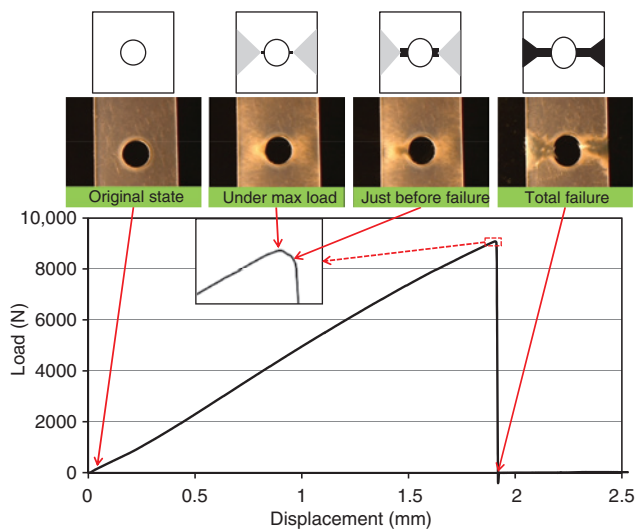 Original state
Under max load
Just before failure
Total failure
10,000
8000
6000
4000
2000
0
Load (N)
0
0.5
1
1.5
2
2.5
Displacement (mm)